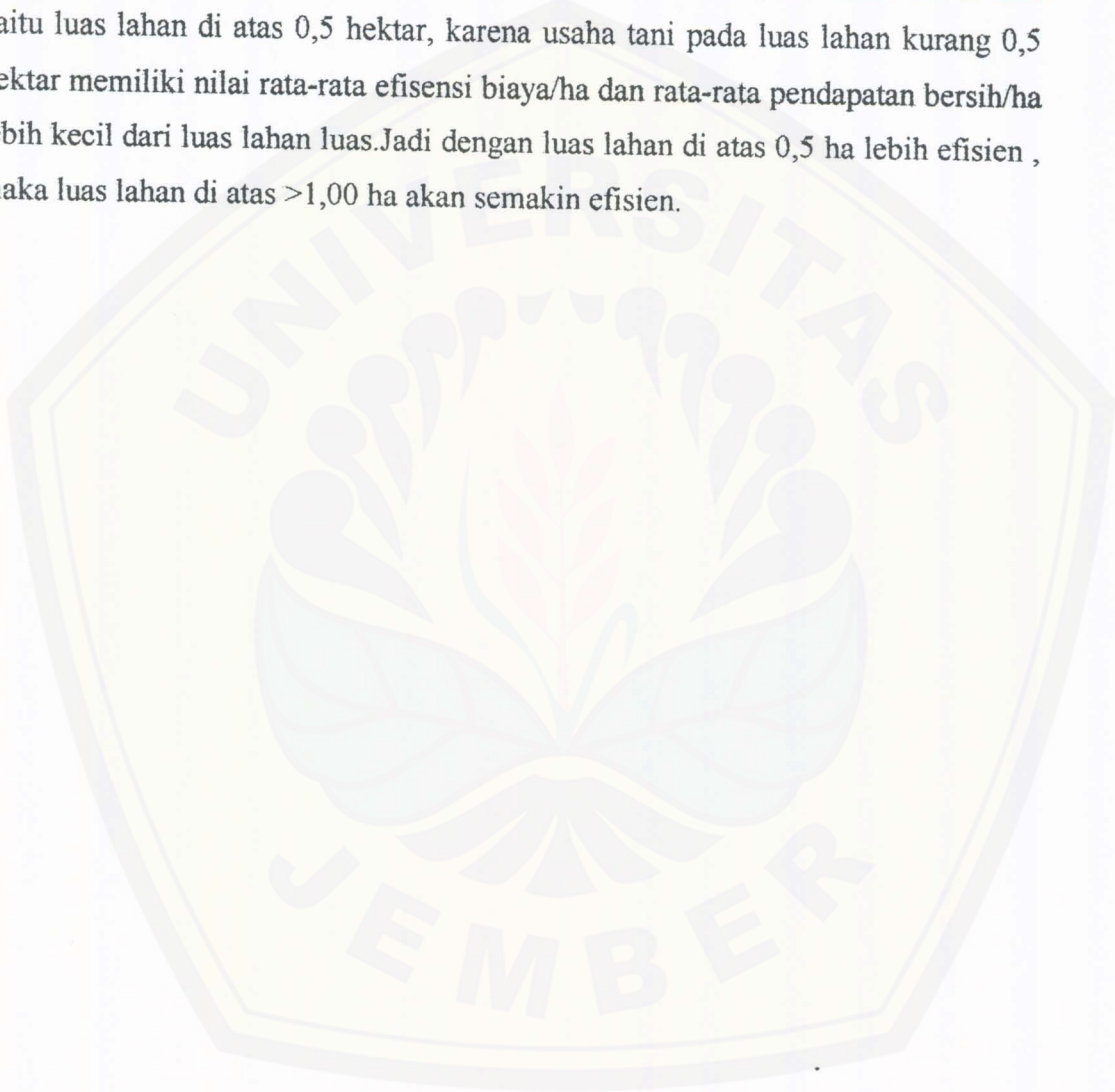 aitu luas lahan di atas 0,5 hektar, karena usaha tani pada luas lahan kurang 0,5
ektar memiliki nilai rata-rata efisensi biaya/ha dan rata-rata pendapatan bersih/ha
bih kecil dari luas lahan luas.Jadi dengan luas lahan di atas 0,5 ha lebih efisien ,
aka luas lahan di atas >1,00 ha akan semakin efisien.
UNIVERSITAS
JEMBER